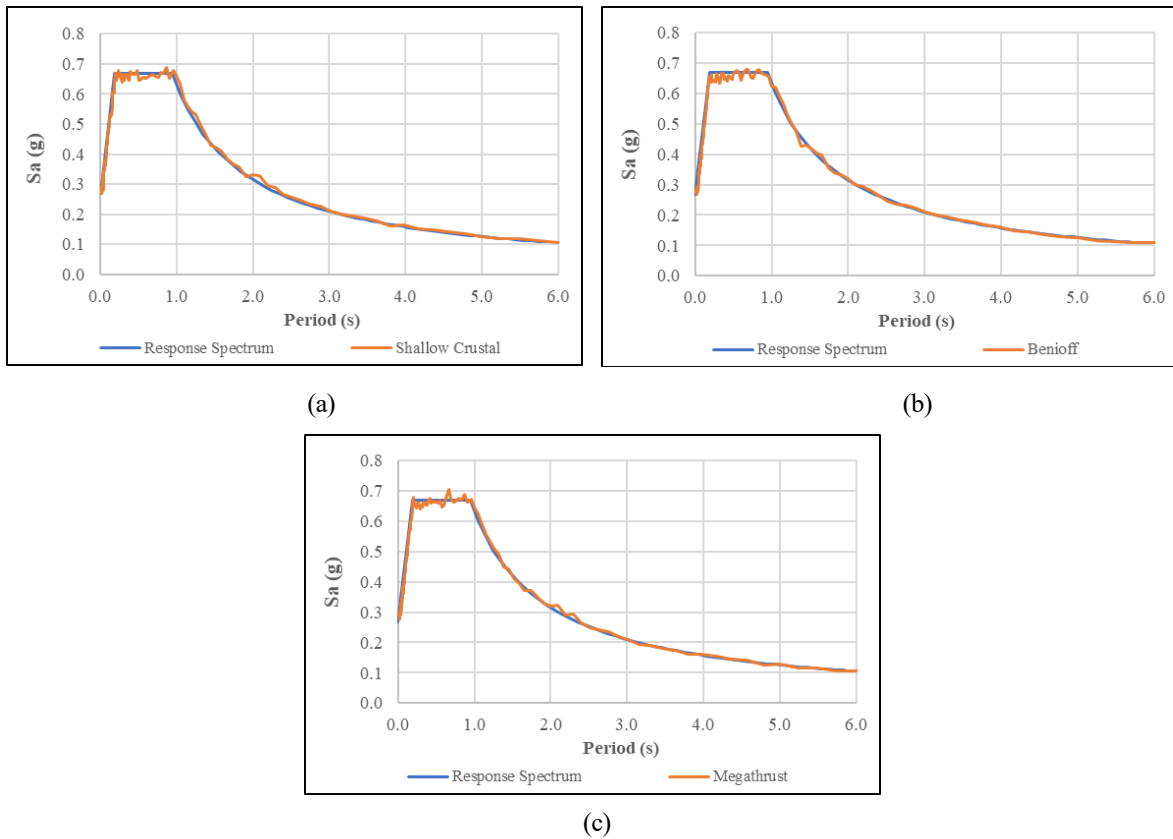 0.8
0.7
0.6
0.5
0.4
0.3
0.2
0.1
0.0
Sa (g)
0.0 1.0 2.0 3.0 4.0 5.0 6.0
Period (s)
Response Spectrum Shallow Crustal
(a)
0.8
0.7
0.6
0.5
0.4
0.3
0.2
0.1
0.0
Sa (g)
0.0 1.0 2.0 3.0 4.0 5.0 6.0
Period (s)
Response Spectrum Benioff
(b)
0.8
0.7
0.6
0.5
0.4
0.3
0.2
0.1
0.0
Sa (g)
0.0 1.0 2.0 3.0 4.0 5.0 6.0
Period (s)
Response Spectrum Megathrust
(c)